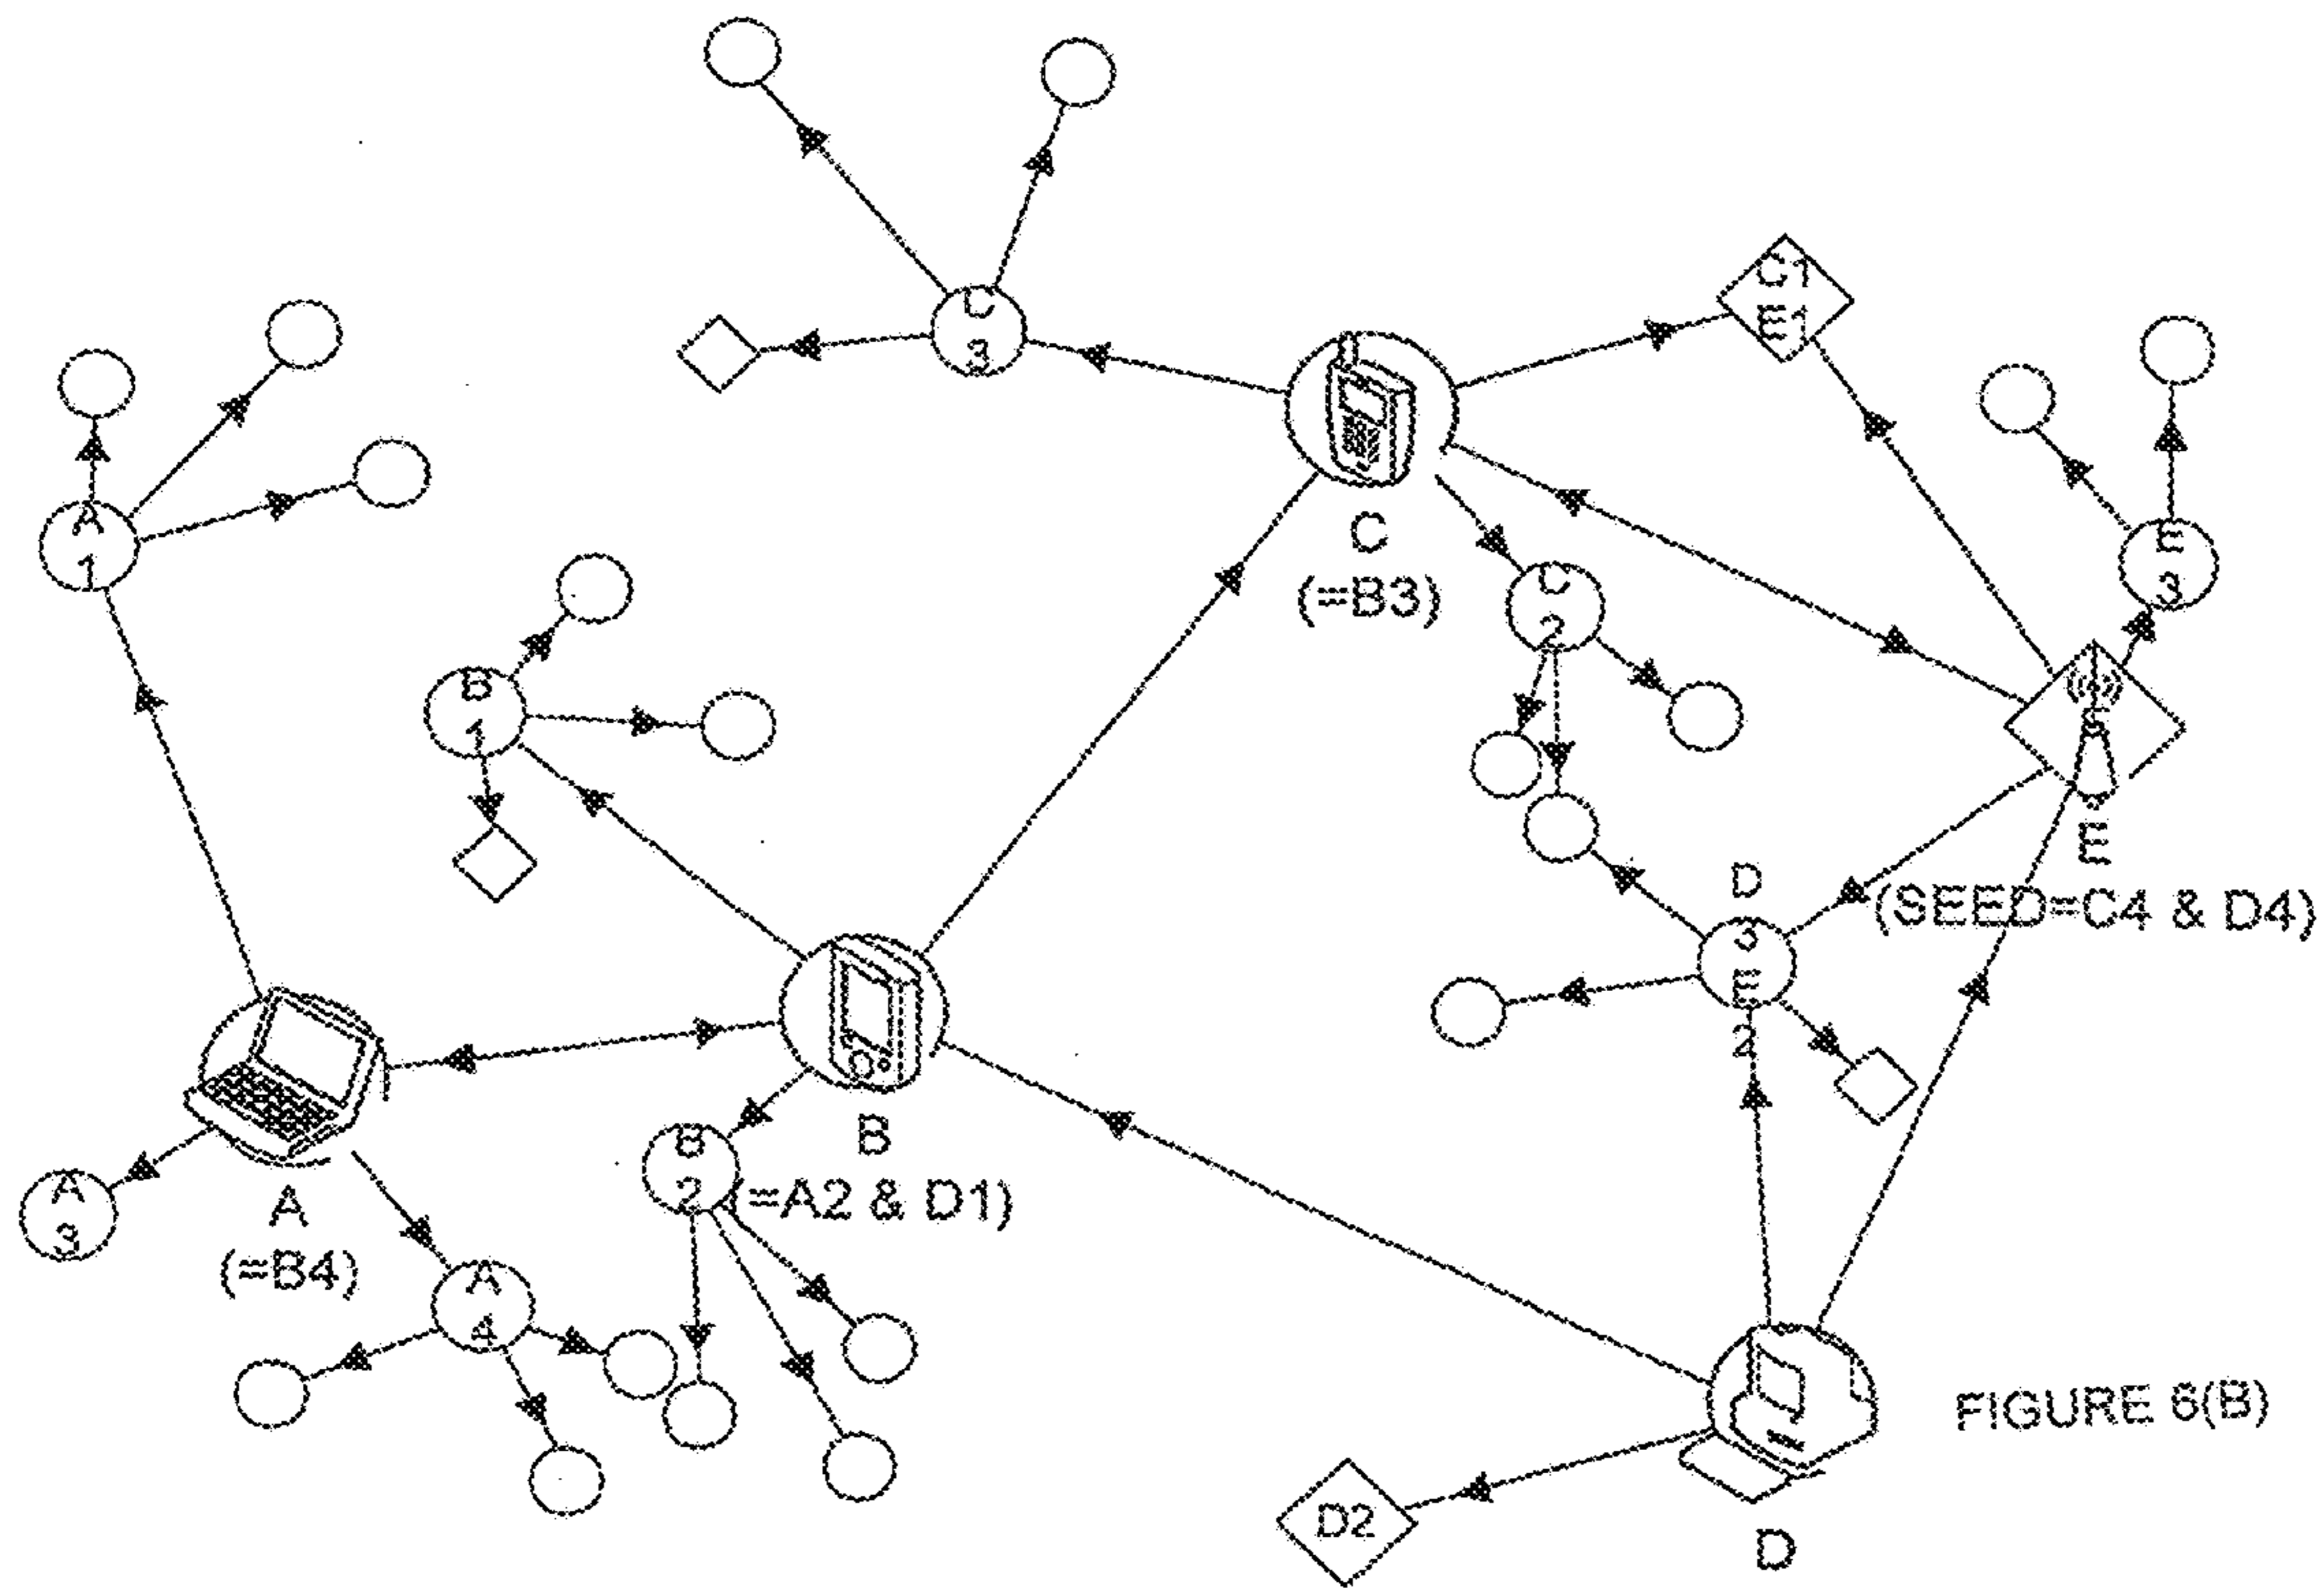 C
3
C1
E1
A
1
E
3
C
(=B3)
C
2
B
1
E
D
3
E
2
(SEED=C4 & D4)
B
(=A2 & D1)
B
2
A
3
A
(=B4)
A
4
FIGURE 6(B)
D2
D